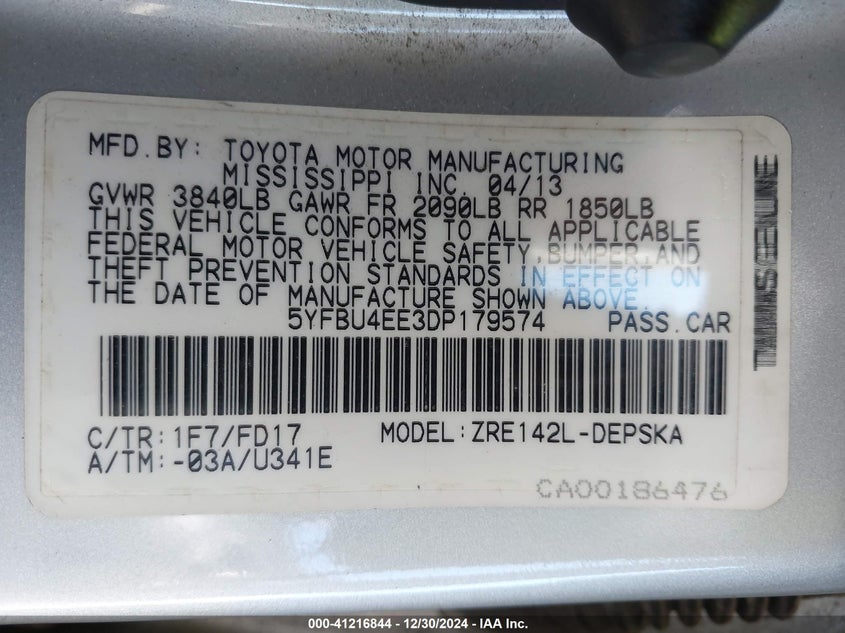 MFD.BY: TOYOTA MOTOR MANUFACTURING
MISSISSIPPI INC. 04/13
GVWR 3840LB GAWR FR 2090LB RR 1850LB
THIS VEHICLE CONFORMS TO ALL APPLICABLE
FEDERAL MOTOR VEHICLE SAFETY,BUMPER,AND
THEFT PREVENTION STANDARDS IN EFFECT ON
THE DATE OF MANUFACTURE SHOWN ABOVE.
5YFBU4EE3DP179574 PASS.CAR
C/TR:1F7/FD17 MODEL:ZRE142L-DEPSKA
A/TM:-03A/U341E
CA00186476
000-41216844 - 12/30/2024 - IAA Inc.